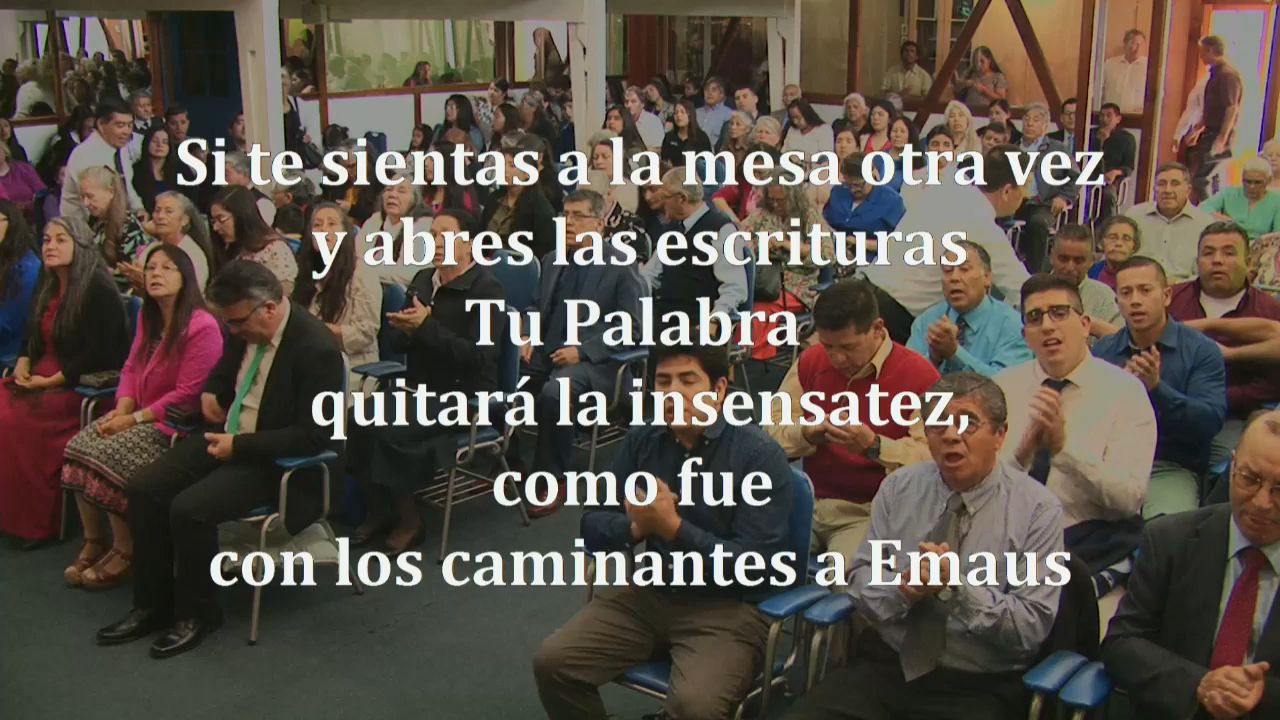 Si te sientas a la mesa otra vez
y abres las escrituras
Tu Palabra
quitará la insensatez,
como fue
con los caminantes a Emaus